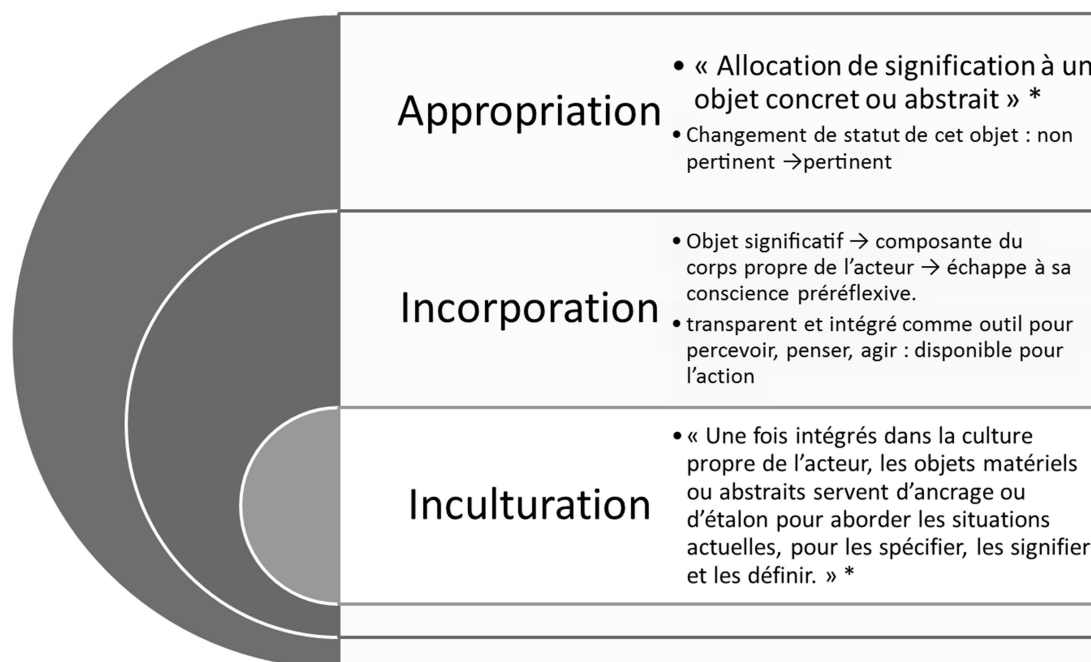 Appropriation
• « Allocation de signification à un
objet concret ou abstrait » *
• Changement de statut de cet objet : non
pertinent → pertinent
Incorporation
• Objet significatif → composante du
corps propre de l’acteur → échappe à sa
conscience préréflexive.
• transparent et intégré comme outil pour
percevoir, penser, agir : disponible pour
l’action
Inculturation
• « Une fois intégrés dans la culture
propre de l’acteur, les objets matériels
ou abstraits servent d’ancrage ou
d’étalon pour aborder les situations
actuelles, pour les spécifier, les signifier
et les définir. » *